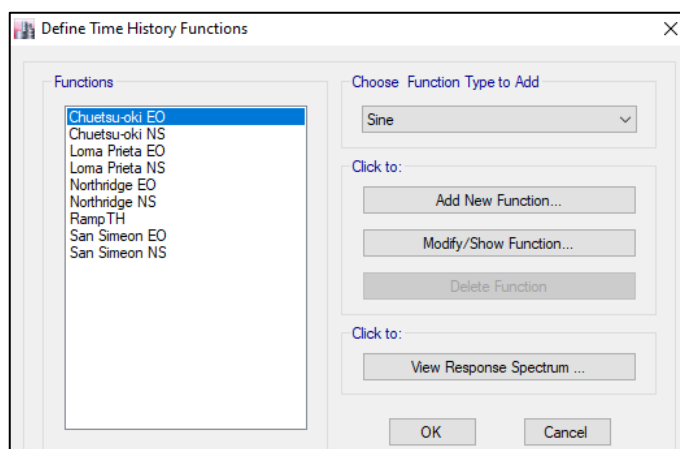 Define Time History Functions
Functions
Chuetsu-oki EO
Chuetsu-oki NS
Loma Prieta EO
Loma Prieta NS
Northridge EO
Northridge NS
RampTH
San Simeon EO
San Simeon NS
Choose Function Type to Add
Sine
Click to:
Add New Function...
Modify/Show Function...
Delete Function
Click to:
View Response Spectrum ...
OK
Cancel